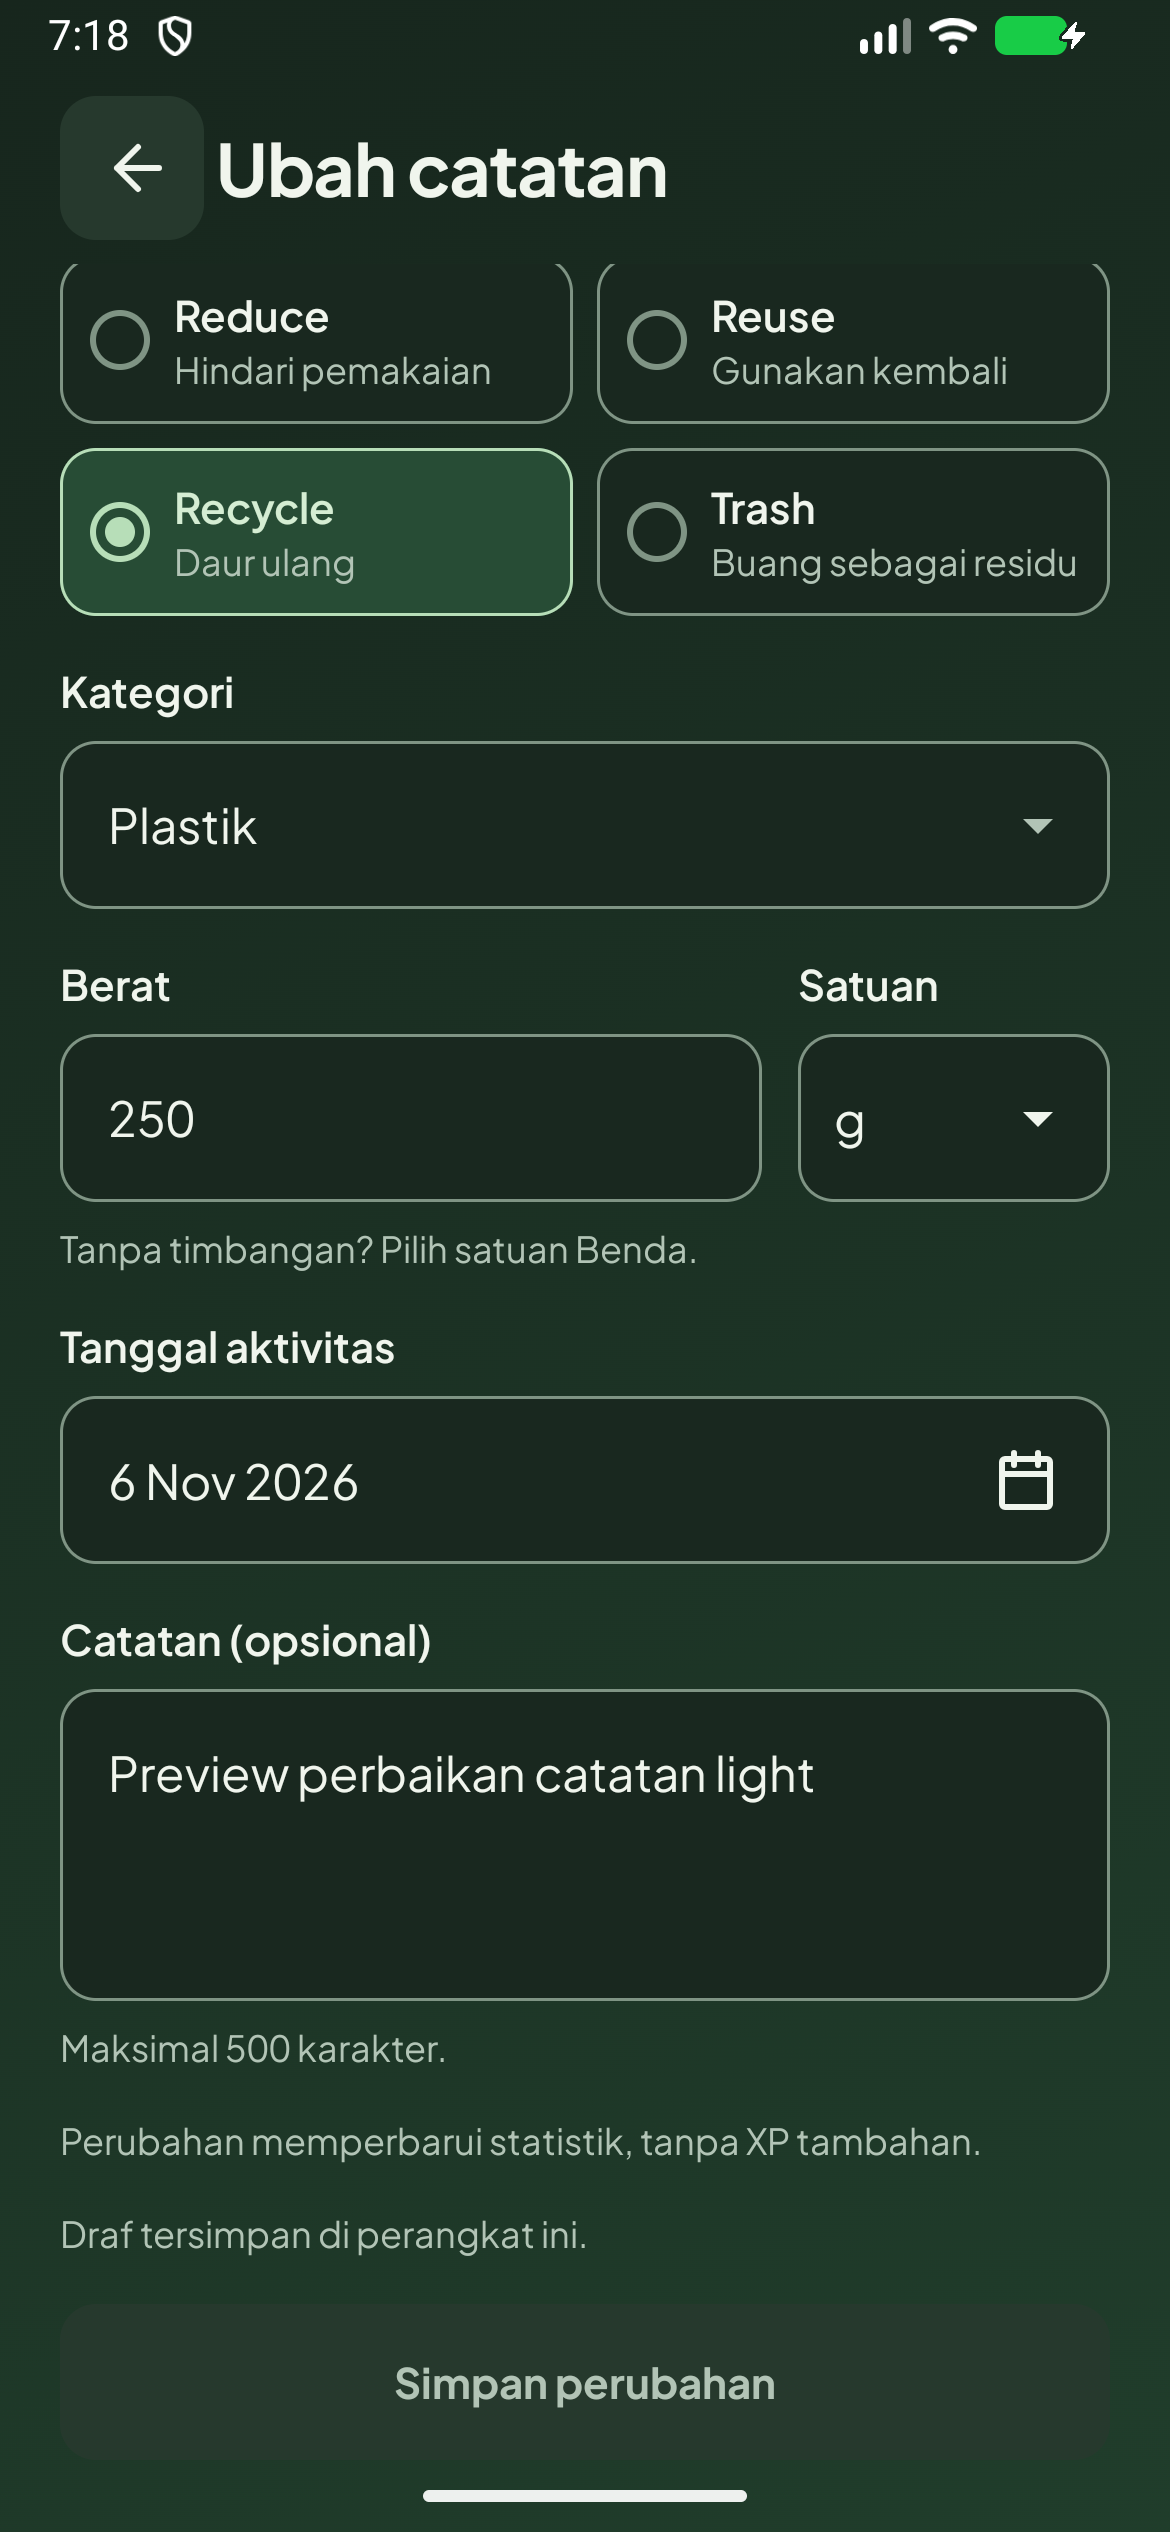 7:18
Ubah catatan
Reduce
Hindari pemakaian
Reuse
Gunakan kembali
Recycle
Daur ulang
Trash
Buang sebagai residu
Kategori
Plastik
Berat
Satuan
250
g
Tanpa timbangan? Pilih satuan Benda.
Tanggal aktivitas
6 Nov 2026
Catatan (opsional)
Preview perbaikan catatan light
Maksimal 500 karakter.
Perubahan memperbarui statistik, tanpa XP tambahan.
Draf tersimpan di perangkat ini.
Simpan perubahan